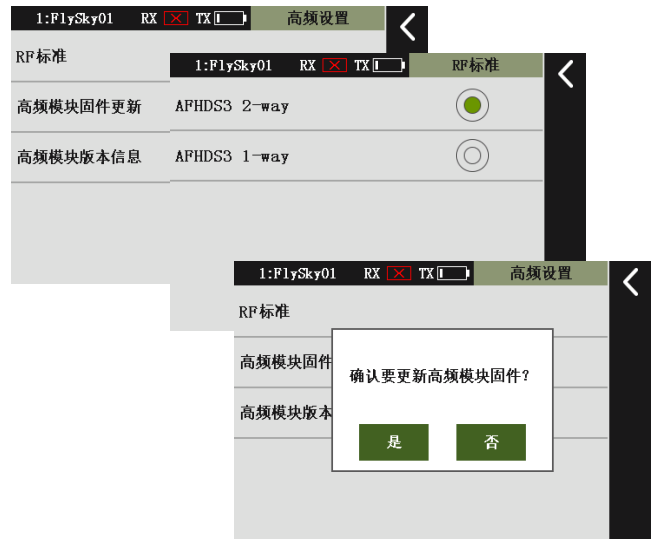 1:FlySky01 RX TX 高频设置
RF标准
高频模块固件更新
高频模块版本信息
1:FlySky01 RX TX RF标准
AFHDS3 2-way
AFHDS3 1-way
1:FlySky01 RX TX 高频设置
RF标准
高频模块固件
高频模块版本
确认要更新高频模块固件?
是 否